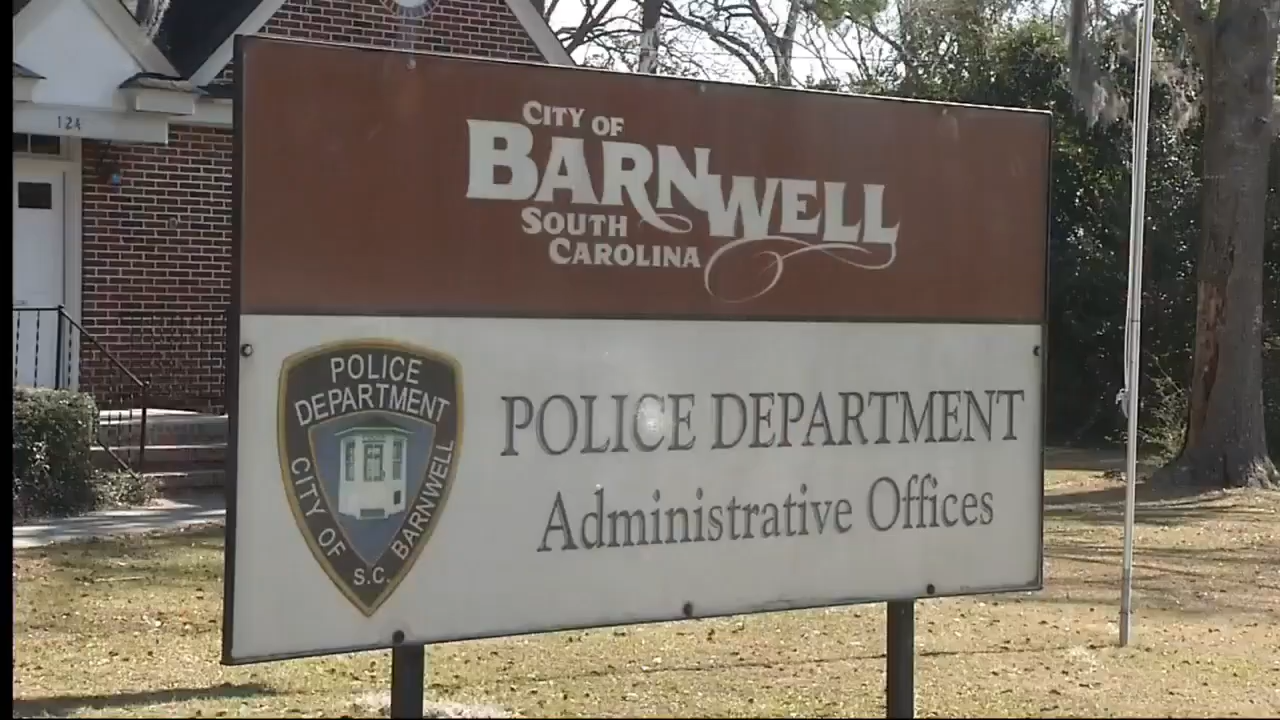 124
CITY OF
BARNWELL
SOUTH
CAROLINA
POLICE
DEPARTMENT
CITY OF
BARNWELL
S.C.
POLICE DEPARTMENT
Administrative Offices